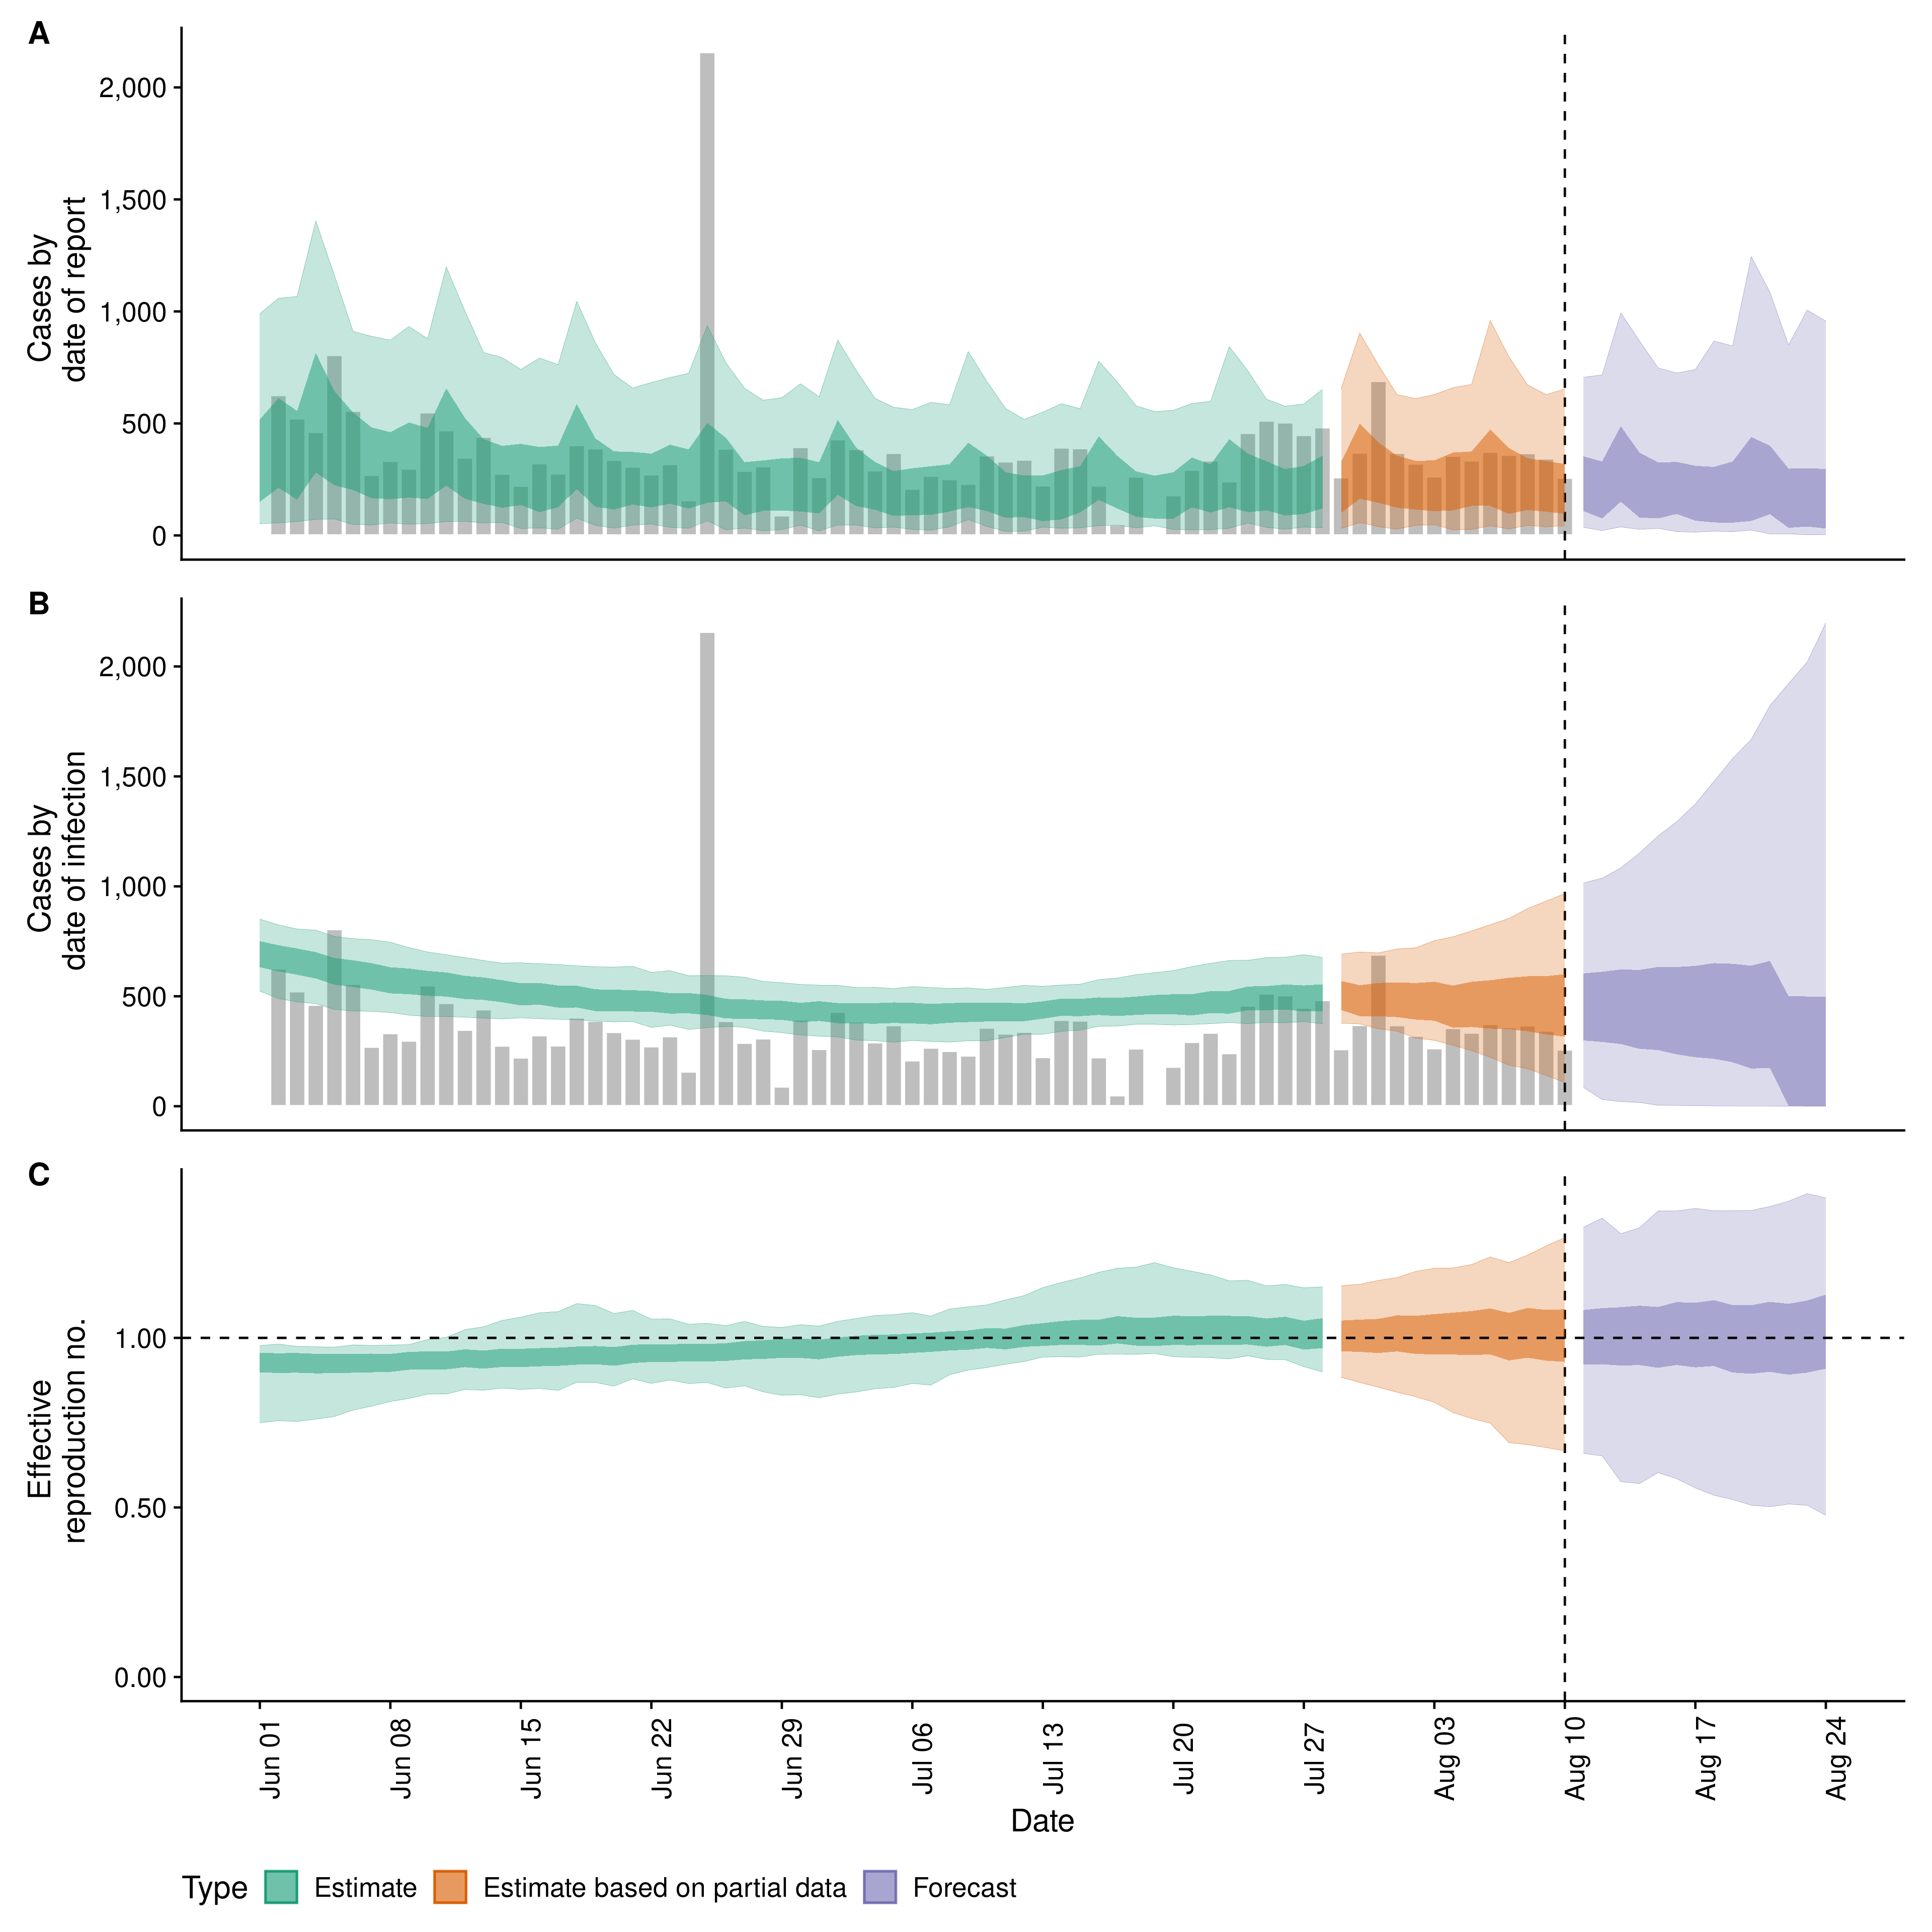 A
Cases by
date of report
2,000
1,500
1,000
500
0
B
Cases by
date of infection
2,000
1,500
1,000
500
0
C
Effective
reproduction no.
1.00
0.50
0.00
Jun 01
Jun 08
Jun 15
Jun 22
Jun 29
Jul 06
Jul 13
Jul 20
Jul 27
Aug 03
Aug 10
Aug 17
Aug 24
Date
Type Estimate Estimate based on partial data Forecast